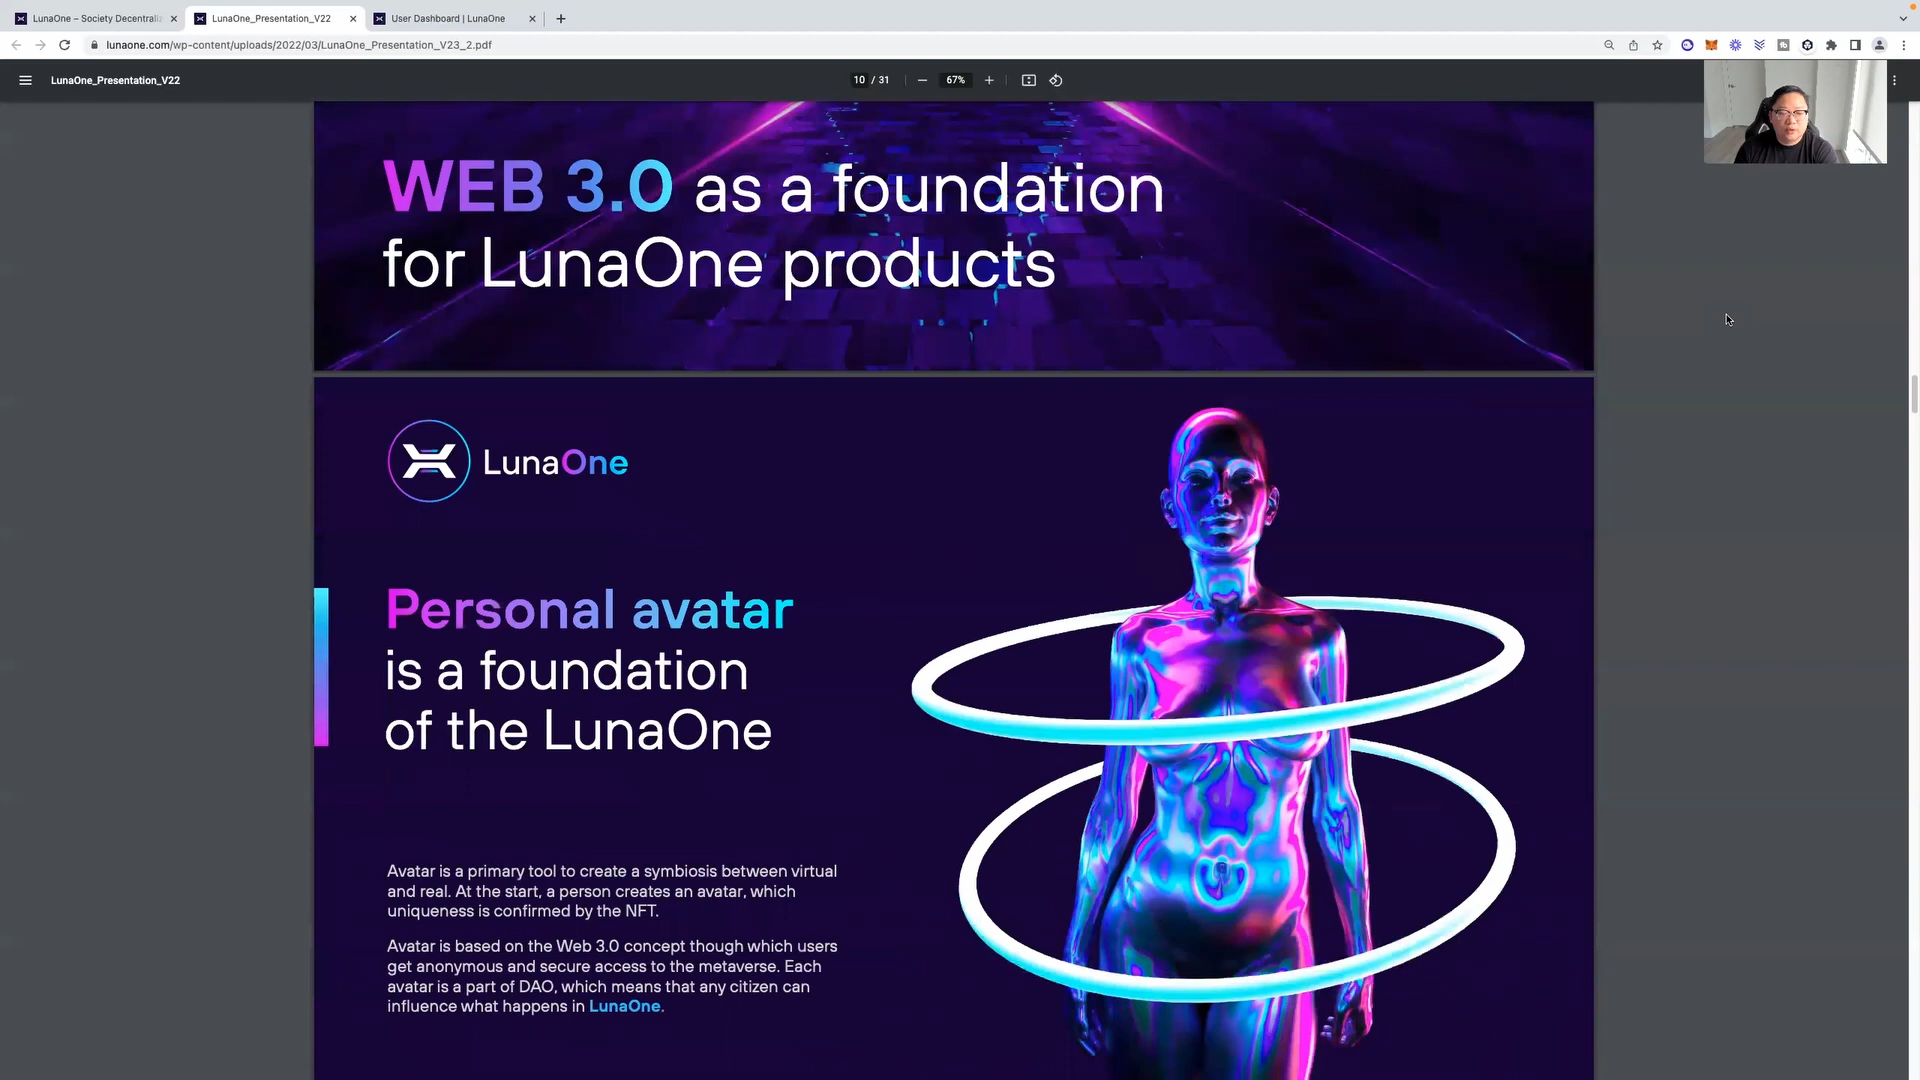 LunaOne – Society Decentraliz
LunaOne_Presentation_V22
User Dashboard | LunaOne
lunaone.com/wp-content/uploads/2022/03/LunaOne_Presentation_V23_2.pdf
LunaOne_Presentation_V22
10 / 31
67%
WEB 3.0 as a foundation
for LunaOne products
LunaOne
Personal avatar
is a foundation
of the LunaOne
Avatar is a primary tool to create a symbiosis between virtual
and real. At the start, a person creates an avatar, which
uniqueness is confirmed by the NFT.
Avatar is based on the Web 3.0 concept though which users
get anonymous and secure access to the metaverse. Each
avatar is a part of DAO, which means that any citizen can
influence what happens in LunaOne.